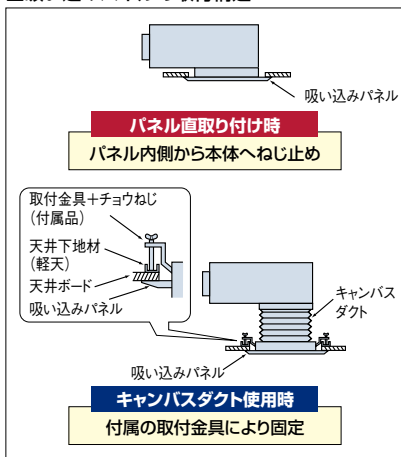 吸い込みパネル
パネル直取り付け時
パネル内側から本体へねじ止め
取付金具＋チョウねじ
（付属品）
天井下地材
（軽天）
天井ボード
吸い込みパネル
キャンバス
ダクト
吸い込みパネル
キャンバスダクト使用時
付属の取付金具により固定